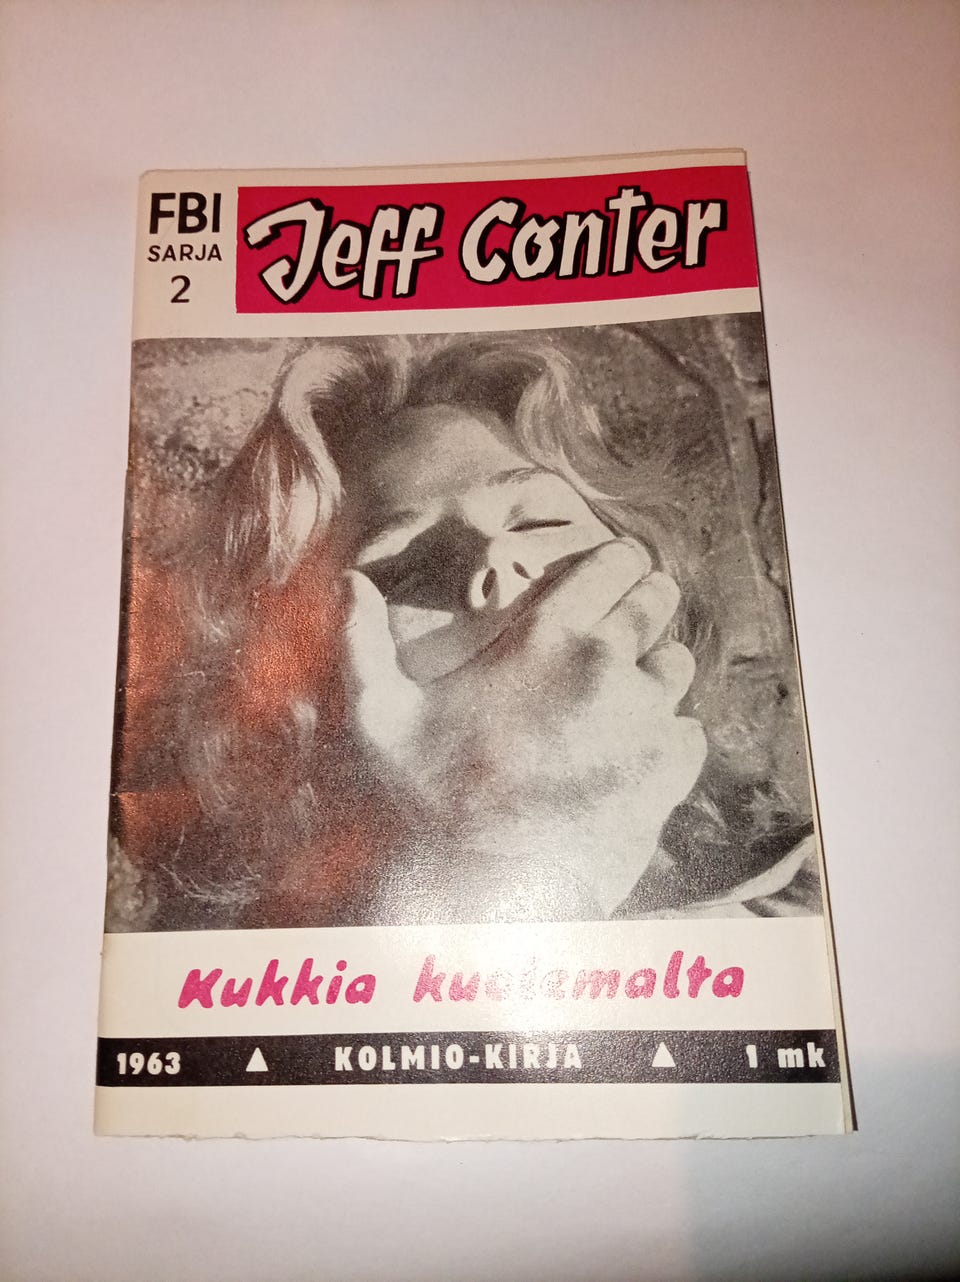 FBI
SARJA
2
Jeff Conter
Kukkia kuolemalta
1963 ▲ KOLMIO-KIRJA ▲ 1 mk